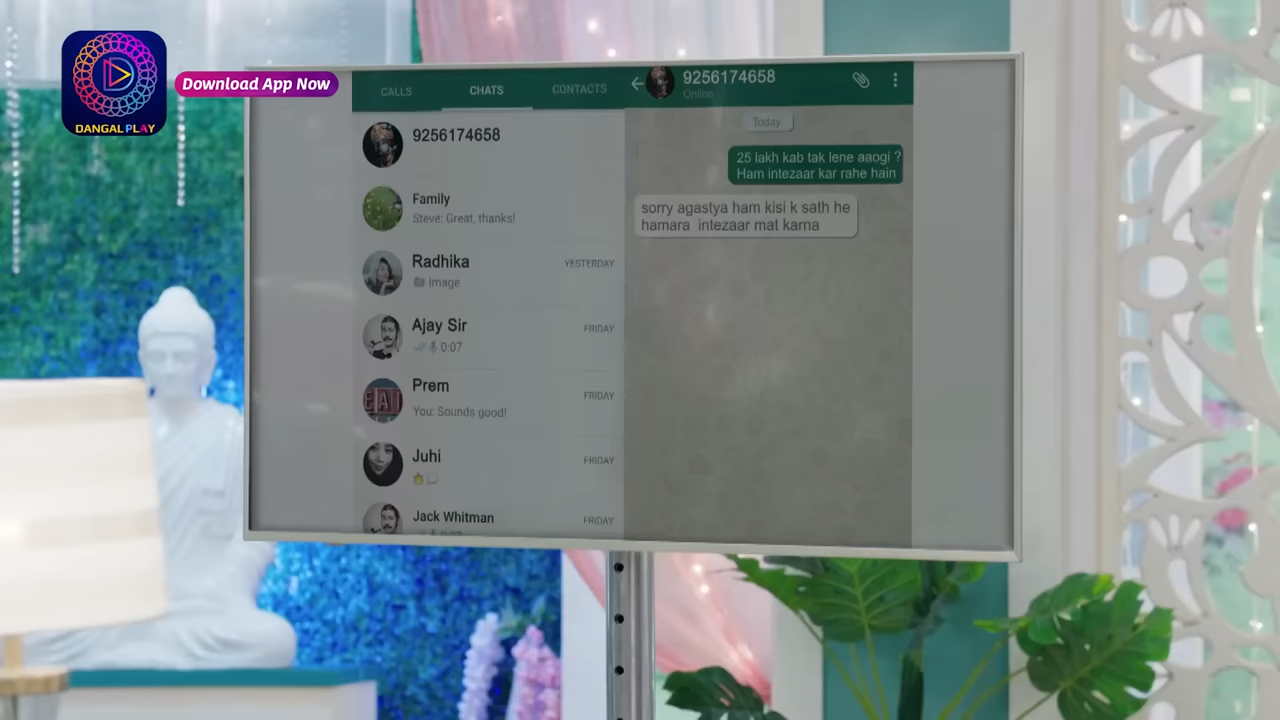 DANGAL PLAY
Download App Now
CALLS
CHATS
CONTACTS
9256174658
Family
Steve: Great, thanks!
Radhika
YESTERDAY
Image
Ajay Sir
FRIDAY
0:07
Prem
FRIDAY
You: Sounds good!
EAT
Juhi
FRIDAY
Jack Whitman
FRIDAY
9256174658
Online
Today
25 lakh kab tak lene aaogi ?
Ham intezaar kar rahe hain
sorry agastya ham kisi k sath he
hamara intezaar mat karna